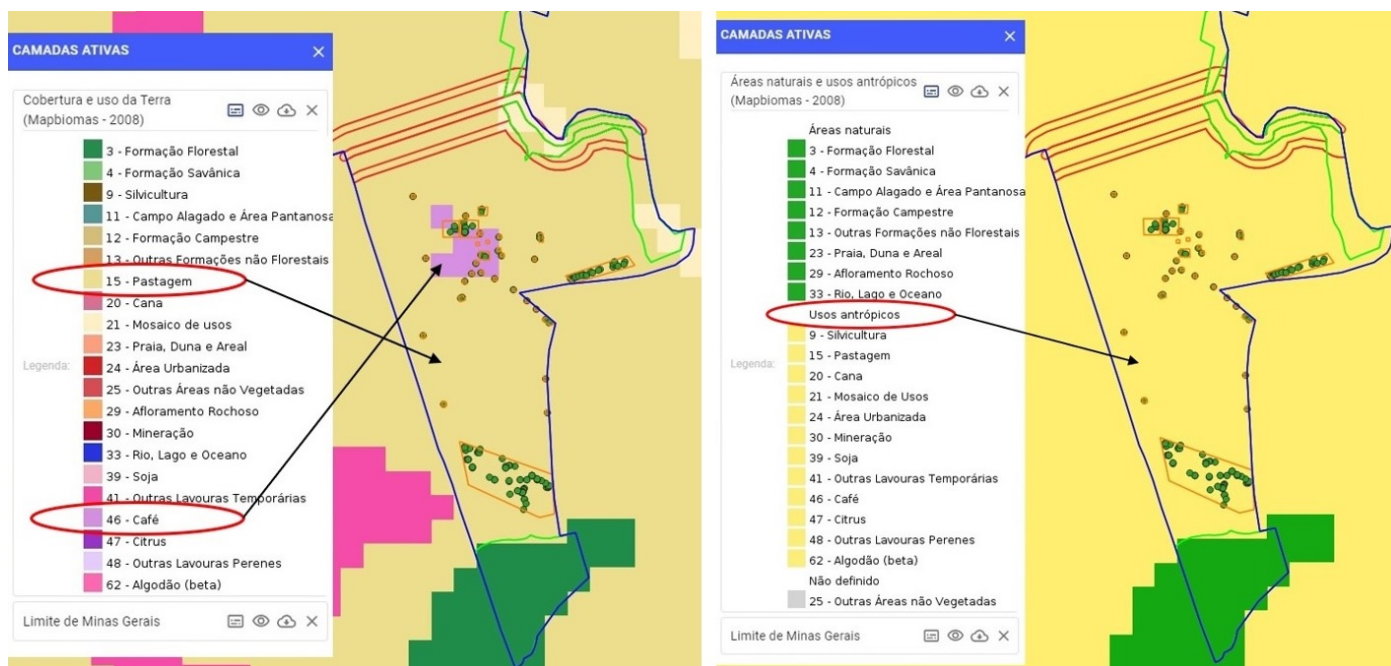 CAMADAS ATIVAS
Cobertura e uso da Terra
(Mapbiomas - 2008)
3 - Formação Florestal
4 - Formação Savânica
9 - Silvicultura
11 - Campo Alagado e Área Pantanosa
12 - Formação Campestre
13 - Outras Formações não Florestais
15 - Pastagem
20 - Cana
21 - Mosaico de usos
23 - Praia, Duna e Areal
Legenda:
24 - Área Urbanizada
25 - Outras Áreas não Vegetadas
29 - Afloramento Rochoso
30 - Mineração
33 - Rio, Lago e Oceano
39 - Soja
41 - Outras Lavouras Temporárias
46 - Café
47 - Citrus
48 - Outras Lavouras Perenes
62 - Algodão (beta)
Limite de Minas Gerais
CAMADAS ATIVAS
Áreas naturais e usos antrópicos
(Mapbiomas - 2008)
Áreas naturais
3 - Formação Florestal
4 - Formação Savânica
11 - Campo Alagado e Área Pantanosa
12 - Formação Campestre
13 - Outras Formações não Florestais
23 - Praia, Duna e Areal
29 - Afloramento Rochoso
33 - Rio, Lago e Oceano
Usos antrópicos
9 - Silvicultura
15 - Pastagem
Legenda:
20 - Cana
21 - Mosaico de Usos
24 - Área Urbanizada
30 - Mineração
39 - Soja
41 - Outras Lavouras Temporárias
46 - Café
47 - Citrus
48 - Outras Lavouras Perenes
62 - Algodão (beta)
Não definido
25 - Outras Áreas não Vegetadas
Limite de Minas Gerais